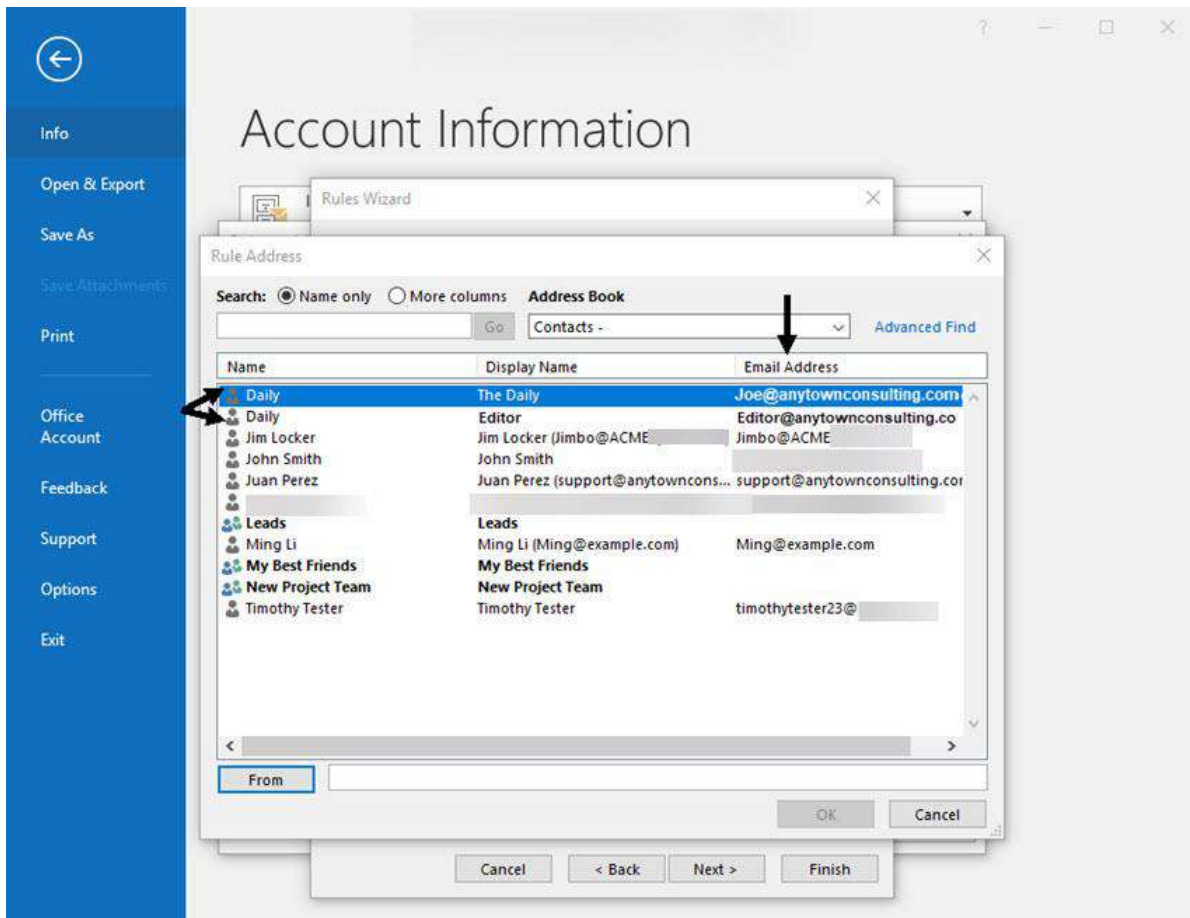 ?
Info
Open & Export
Save As
Save Attachments
Print
Office
Account
Feedback
Support
Options
Exit
Account Information
Rules Wizard
Rule Address
Search: Name only More columns Address Book
Go Contacts - Advanced Find
Name Display Name Email Address
Daily The Daily Joe@anytownconsulting.com
Daily Editor Editor@anytownconsulting.co
Jim Locker Jim Locker (Jimbo@ACME Jimbo@ACME
John Smith John Smith
Juan Perez Juan Perez (support@anytowncons... support@anytownconsulting.cor
Leads Leads
Ming Li Ming Li (Ming@example.com) Ming@example.com
My Best Friends My Best Friends
New Project Team New Project Team
Timothy Tester Timothy Tester timothytester23@
From
OK Cancel
Cancel < Back Next > Finish